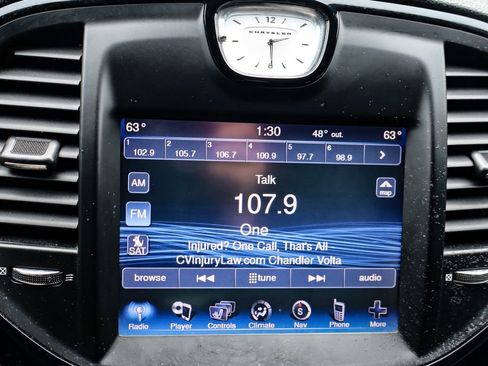 12
CHRYSLER
63° 1:30 48° out. 63°
1 2 3 4 5 6
102.9 105.7 106.7 100.9 97.7 98.9 >
AM
Talk
map
107.9
FM
One
SAT
Injured? One Call, That's All
CVInjuryLaw.com Chandler Volta
browse tune audio
Radio Player Controls Climate Nav Phone More